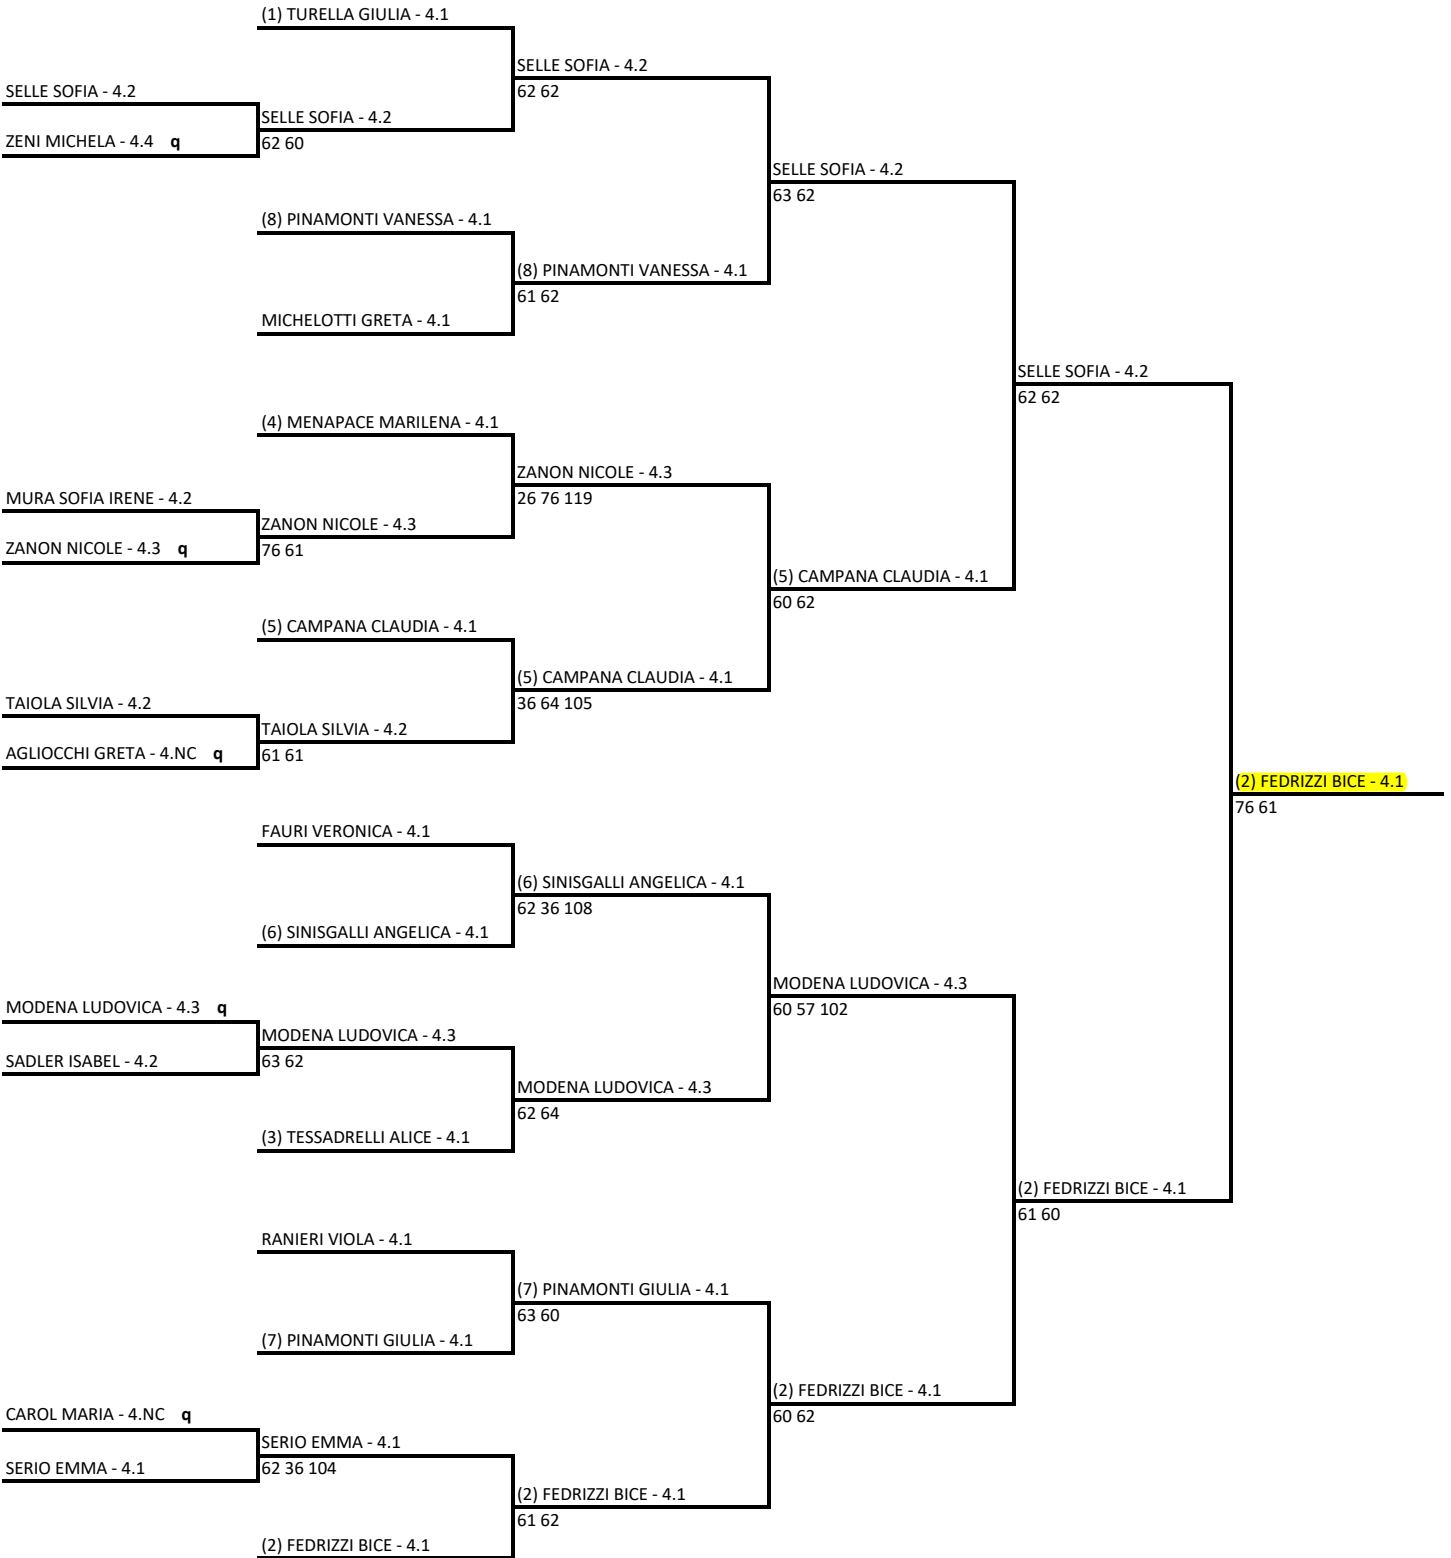 (1) TURELLA GIULIA - 4.1
SELLE SOFIA - 4.2
62 62
SELLE SOFIA - 4.2
SELLE SOFIA - 4.2
62 60
ZENI MICHELA - 4.4 q
SELLE SOFIA - 4.2
63 62
(8) PINAMONTI VANESSA - 4.1
(8) PINAMONTI VANESSA - 4.1
61 62
MICHELOTTI GRETA - 4.1
SELLE SOFIA - 4.2
62 62
(4) MENAPACE MARILENA - 4.1
ZANON NICOLE - 4.3
26 76 119
MURA SOFIA IRENE - 4.2
ZANON NICOLE - 4.3
76 61
ZANON NICOLE - 4.3 q
(5) CAMPANA CLAUDIA - 4.1
60 62
(5) CAMPANA CLAUDIA - 4.1
(5) CAMPANA CLAUDIA - 4.1
36 64 105
TAIOLA SILVIA - 4.2
TAIOLA SILVIA - 4.2
61 61
AGLIOCCHI GRETA - 4.NC q
(2) FEDRIZZI BICE - 4.1
76 61
FAURI VERONICA - 4.1
(6) SINISGALLI ANGELICA - 4.1
62 36 108
(6) SINISGALLI ANGELICA - 4.1
MODENA LUDOVICA - 4.3
60 57 102
MODENA LUDOVICA - 4.3 q
MODENA LUDOVICA - 4.3
63 62
SADLER ISABEL - 4.2
MODENA LUDOVICA - 4.3
62 64
(3) TESSADRELLI ALICE - 4.1
(2) FEDRIZZI BICE - 4.1
61 60
RANIERI VIOLA - 4.1
(7) PINAMONTI GIULIA - 4.1
63 60
(7) PINAMONTI GIULIA - 4.1
(2) FEDRIZZI BICE - 4.1
60 62
CAROL MARIA - 4.NC q
SERIO EMMA - 4.1
62 36 104
SERIO EMMA - 4.1
(2) FEDRIZZI BICE - 4.1
61 62
(2) FEDRIZZI BICE - 4.1